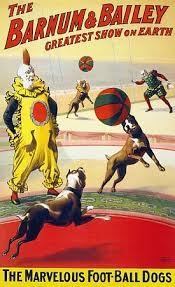 THE
BARNUM & BAILEY
GREATEST SHOW ON EARTH
THE MARVELOUS FOOT-BALL DOGS